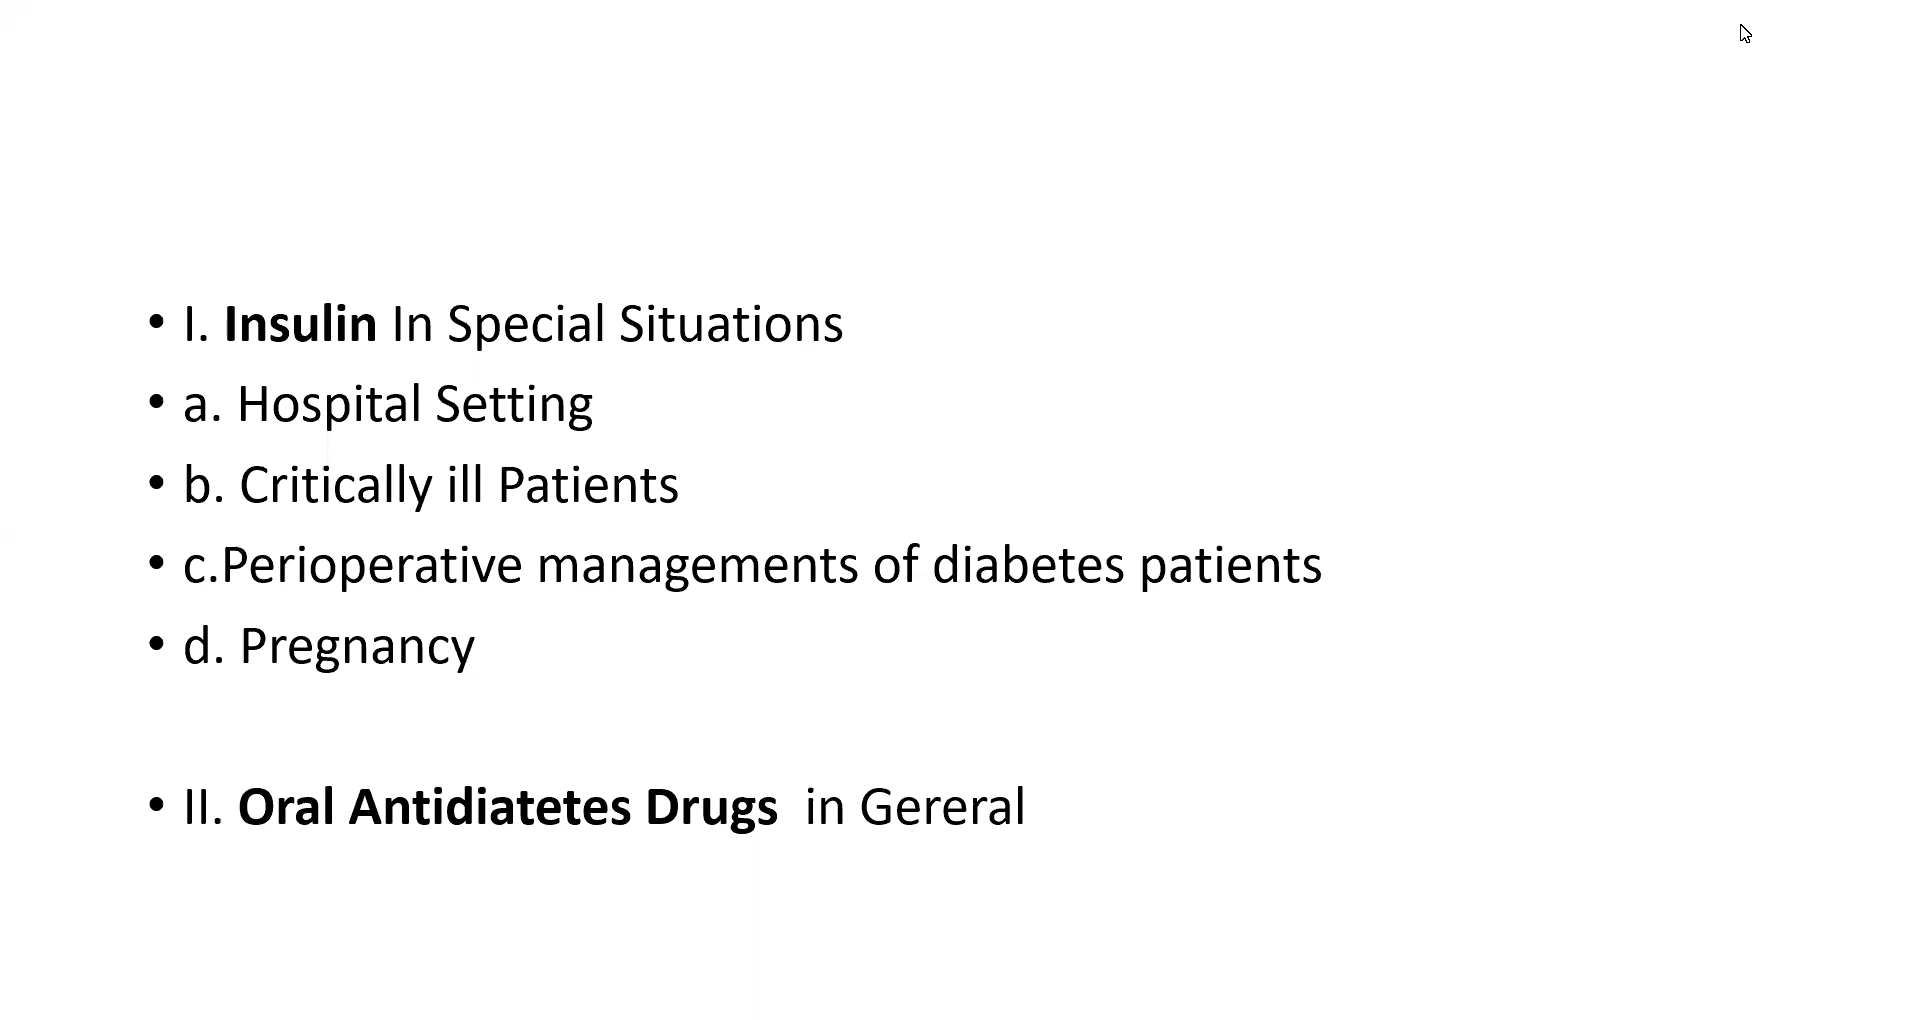 • I. Insulin In Special Situations
• a. Hospital Setting
• b. Critically ill Patients
• c.Perioperative managements of diabetes patients
• d. Pregnancy
• II. Oral Antidiatetes Drugs  in Gereral